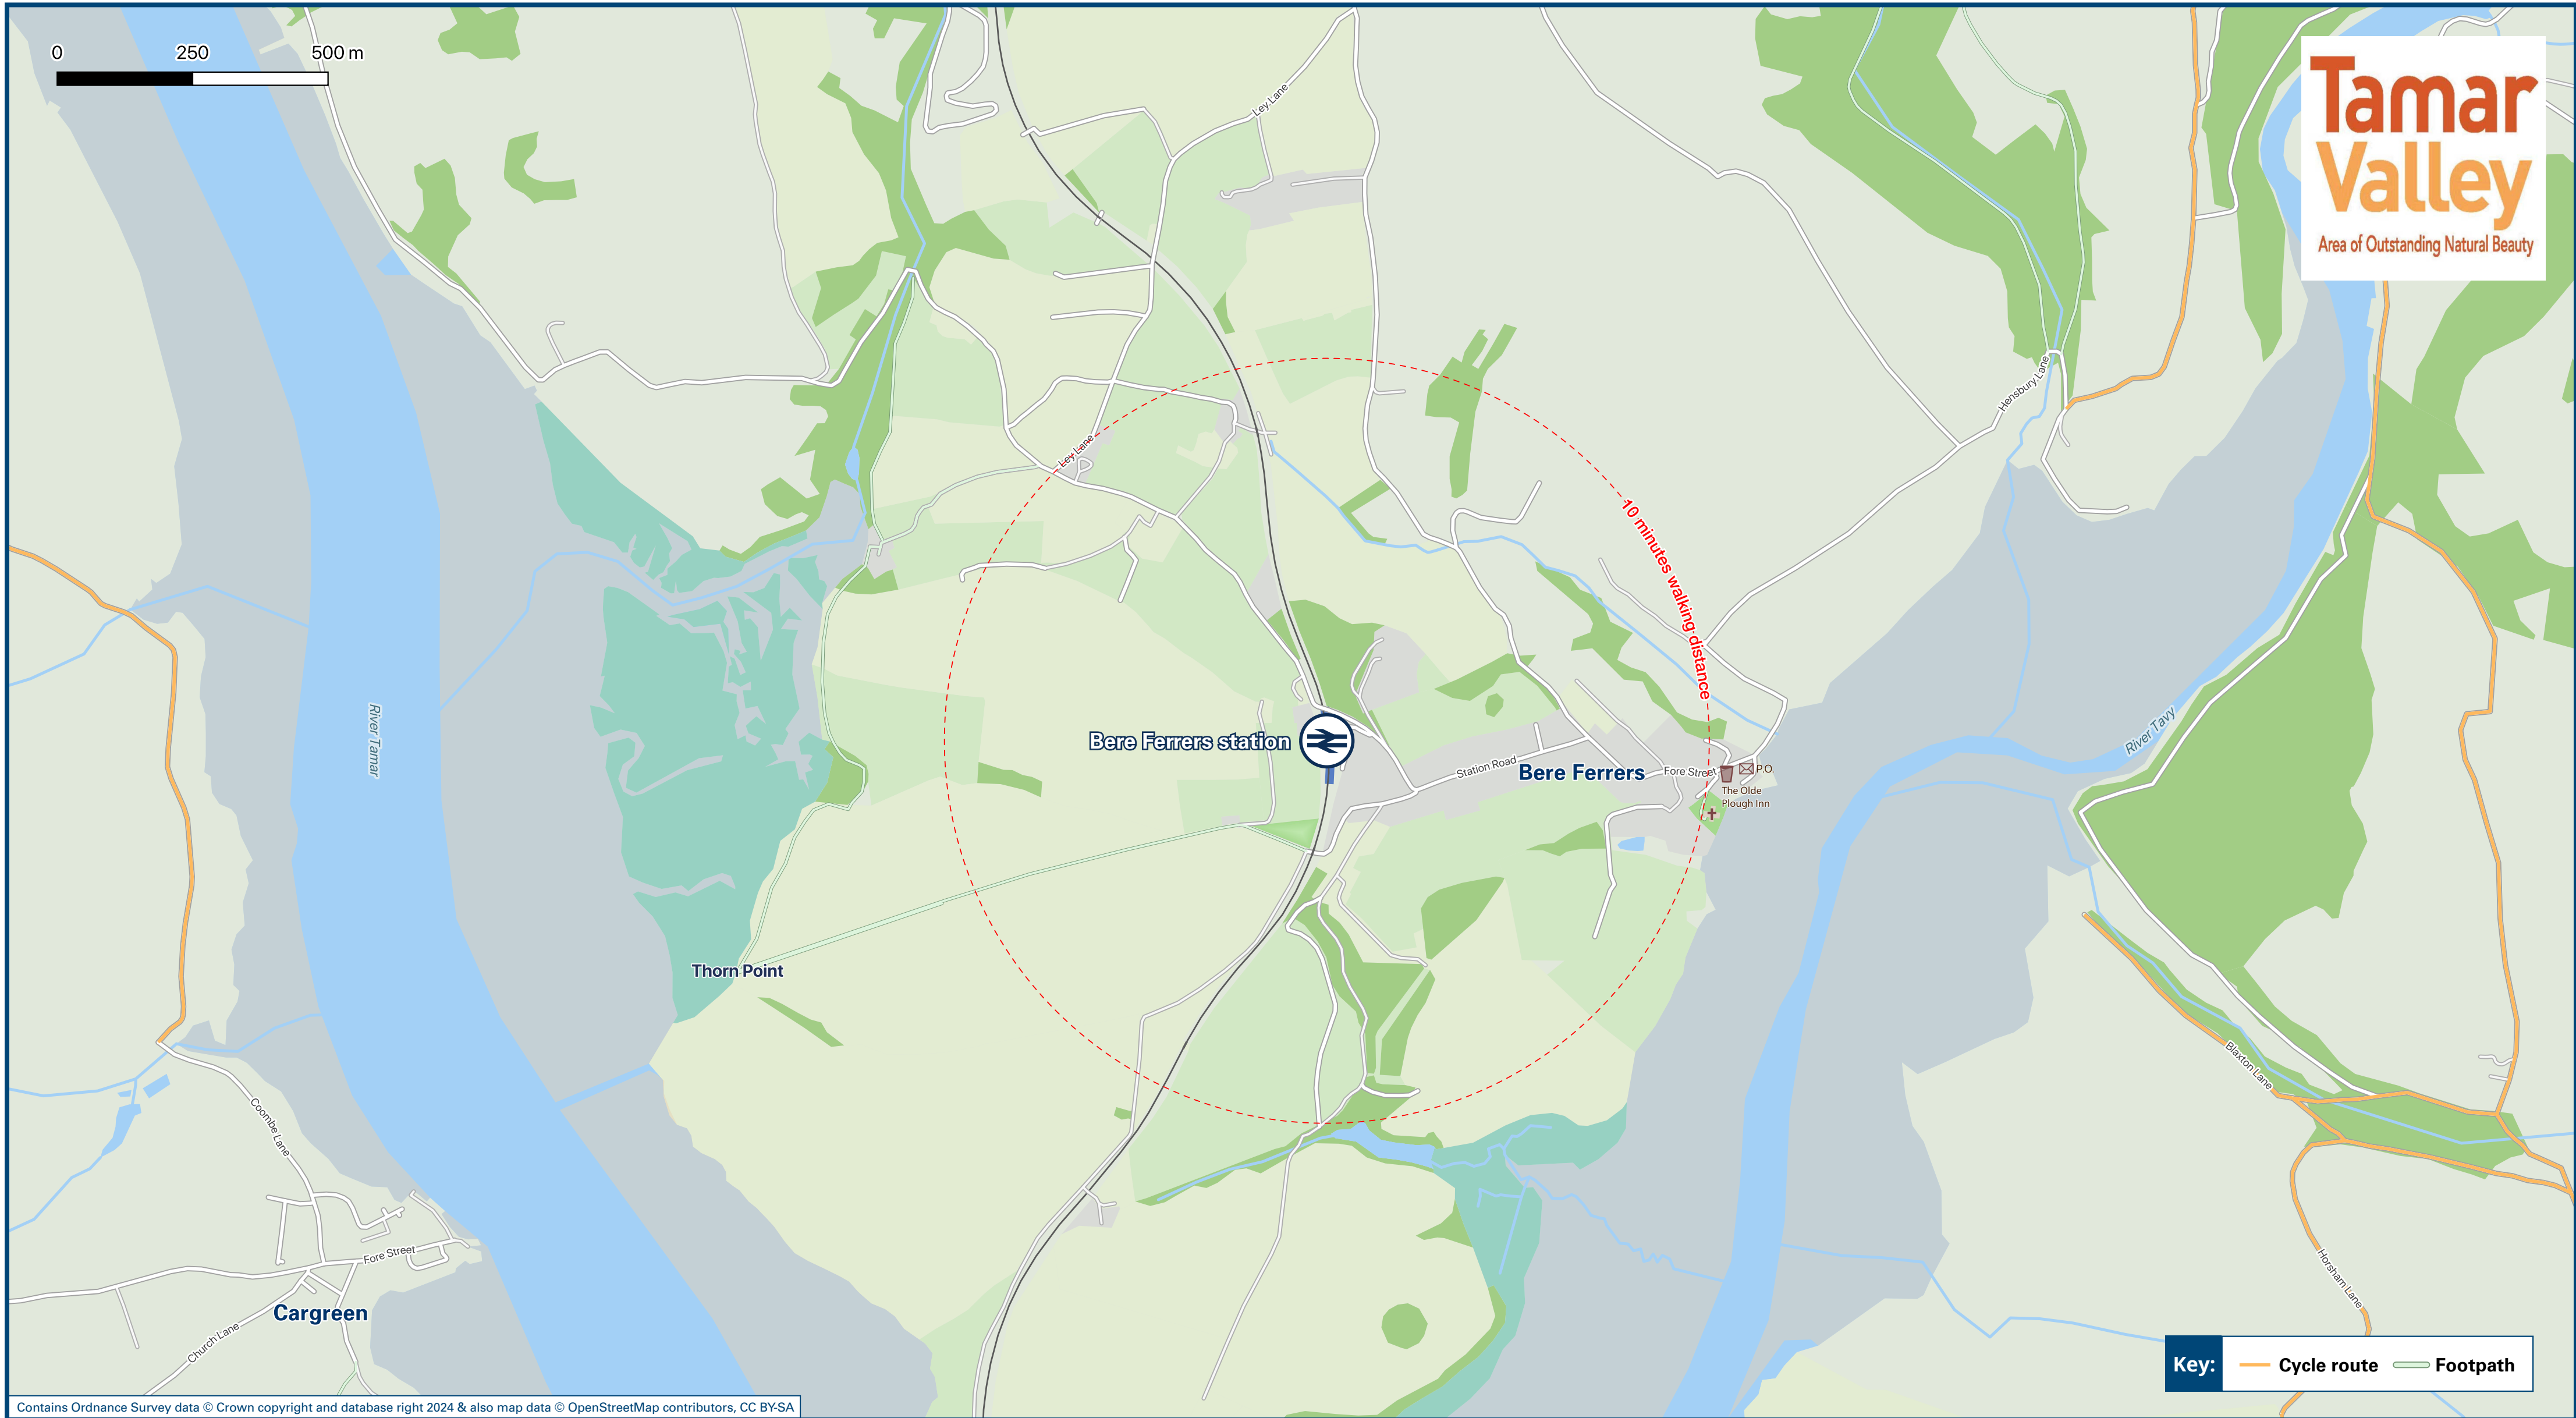 0 250 500 m
Tamar
Valley
Area of Outstanding Natural Beauty
Ley Lane
Hensbury Lane
Ley Lane
10 minutes walking distance
River Tamar
River Tavy
Bere Ferrers station
Station Road
Bere Ferrers
Fore Street
P.O.
The Olde
Plough Inn
Thorn Point
Blaxton Lane
Coombe Lane
Fore Street
Horsham Lane
Cargreen
Church Lane
Key: Cycle route Footpath
Contains Ordnance Survey data © Crown copyright and database right 2024 & also map data © OpenStreetMap contributors, CC BY-SA